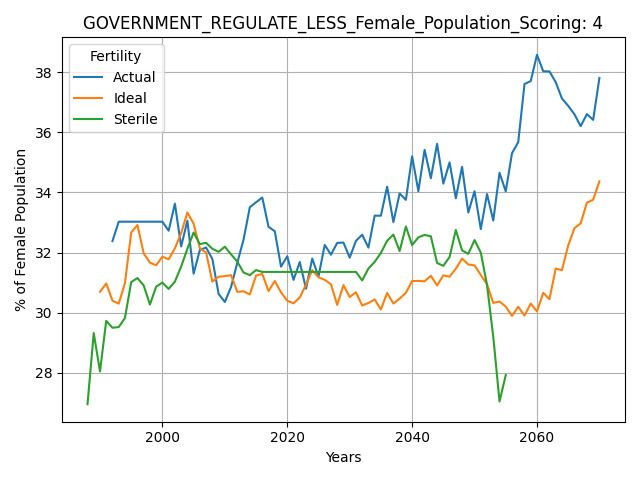 GOVERNMENT_REGULATE_LESS_Female_Population_Scoring: 4
Fertility
Actual
Ideal
Sterile
% of Female Population
38
36
34
32
30
28
2000 2020 2040 2060
Years